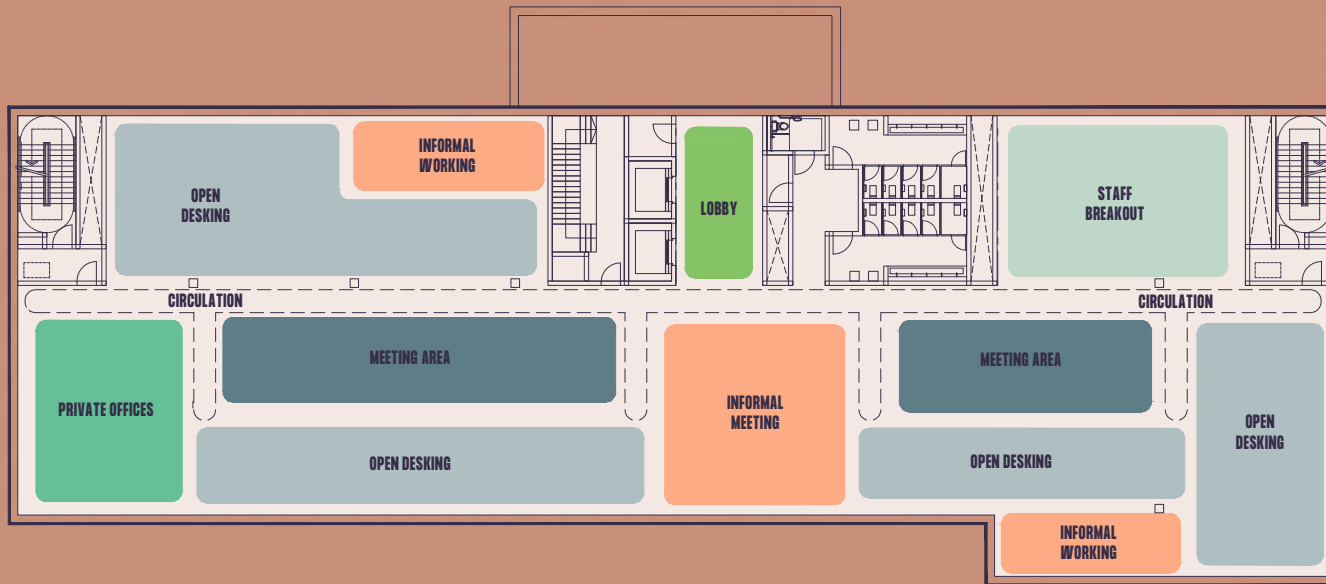 INFORMAL
WORKING
OPEN
DESKING
LOBBY
STAFF
BREAKOUT
CIRCULATION
CIRCULATION
MEETING AREA
MEETING AREA
PRIVATE OFFICES
INFORMAL
MEETING
OPEN
DESKING
OPEN DESKING
OPEN DESKING
INFORMAL
WORKING